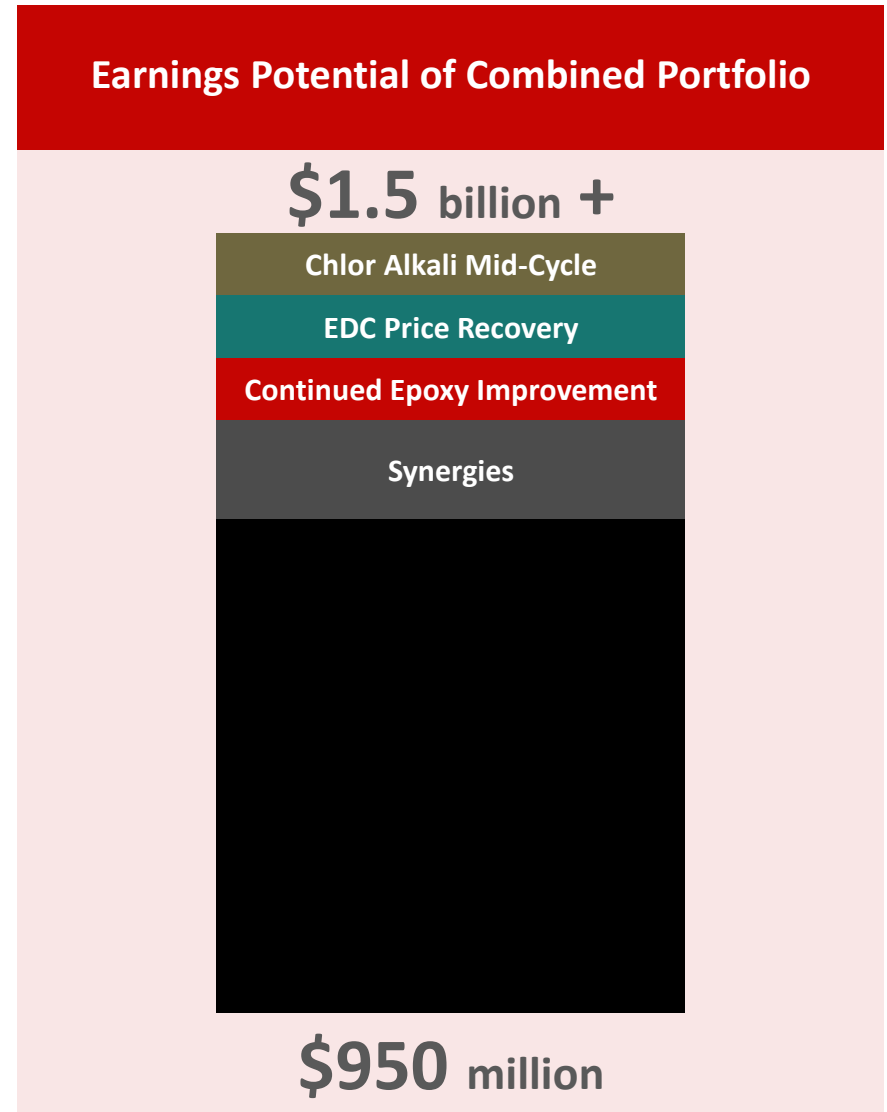 Earnings Potential of Combined Portfolio
$1.5 billion +
Chlor Alkali Mid-Cycle
EDC Price Recovery
Continued Epoxy Improvement
Synergies
$950 million